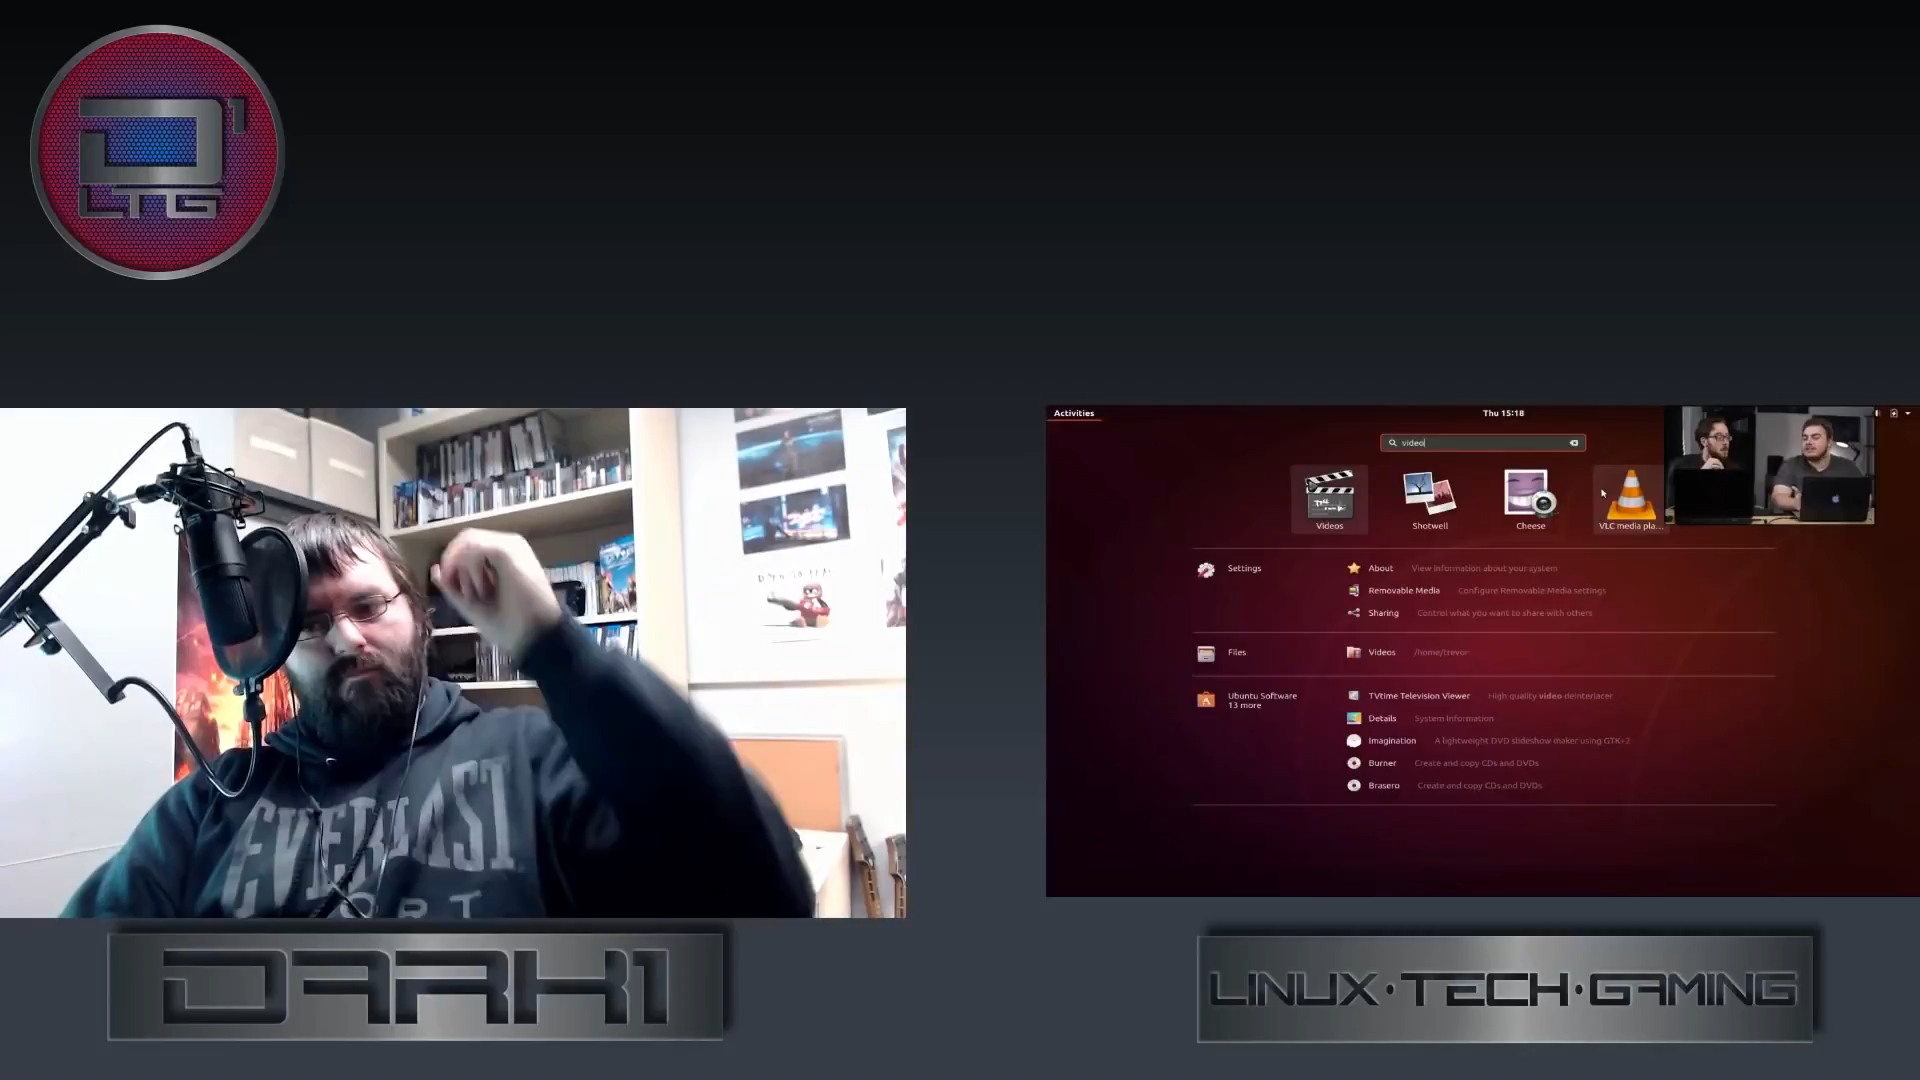 D1
LTG
Activities
Thu 15:18
video
Videos
Shotwell
Cheese
VLC media pla...
Settings
About View information about your system
Removable Media Configure Removable Media settings
Sharing Control what you want to share with others
Files
Videos /home/trevor
Ubuntu Software
13 more
TVtime Television Viewer High quality video deinterlacer
Details System Information
Imagination A lightweight DVD slideshow maker using GTK+2
Burner Create and copy CDs and DVDs
Brasero Create and copy CDs and DVDs
EVERLAST
DARK1
LINUX·TECH·GAMING